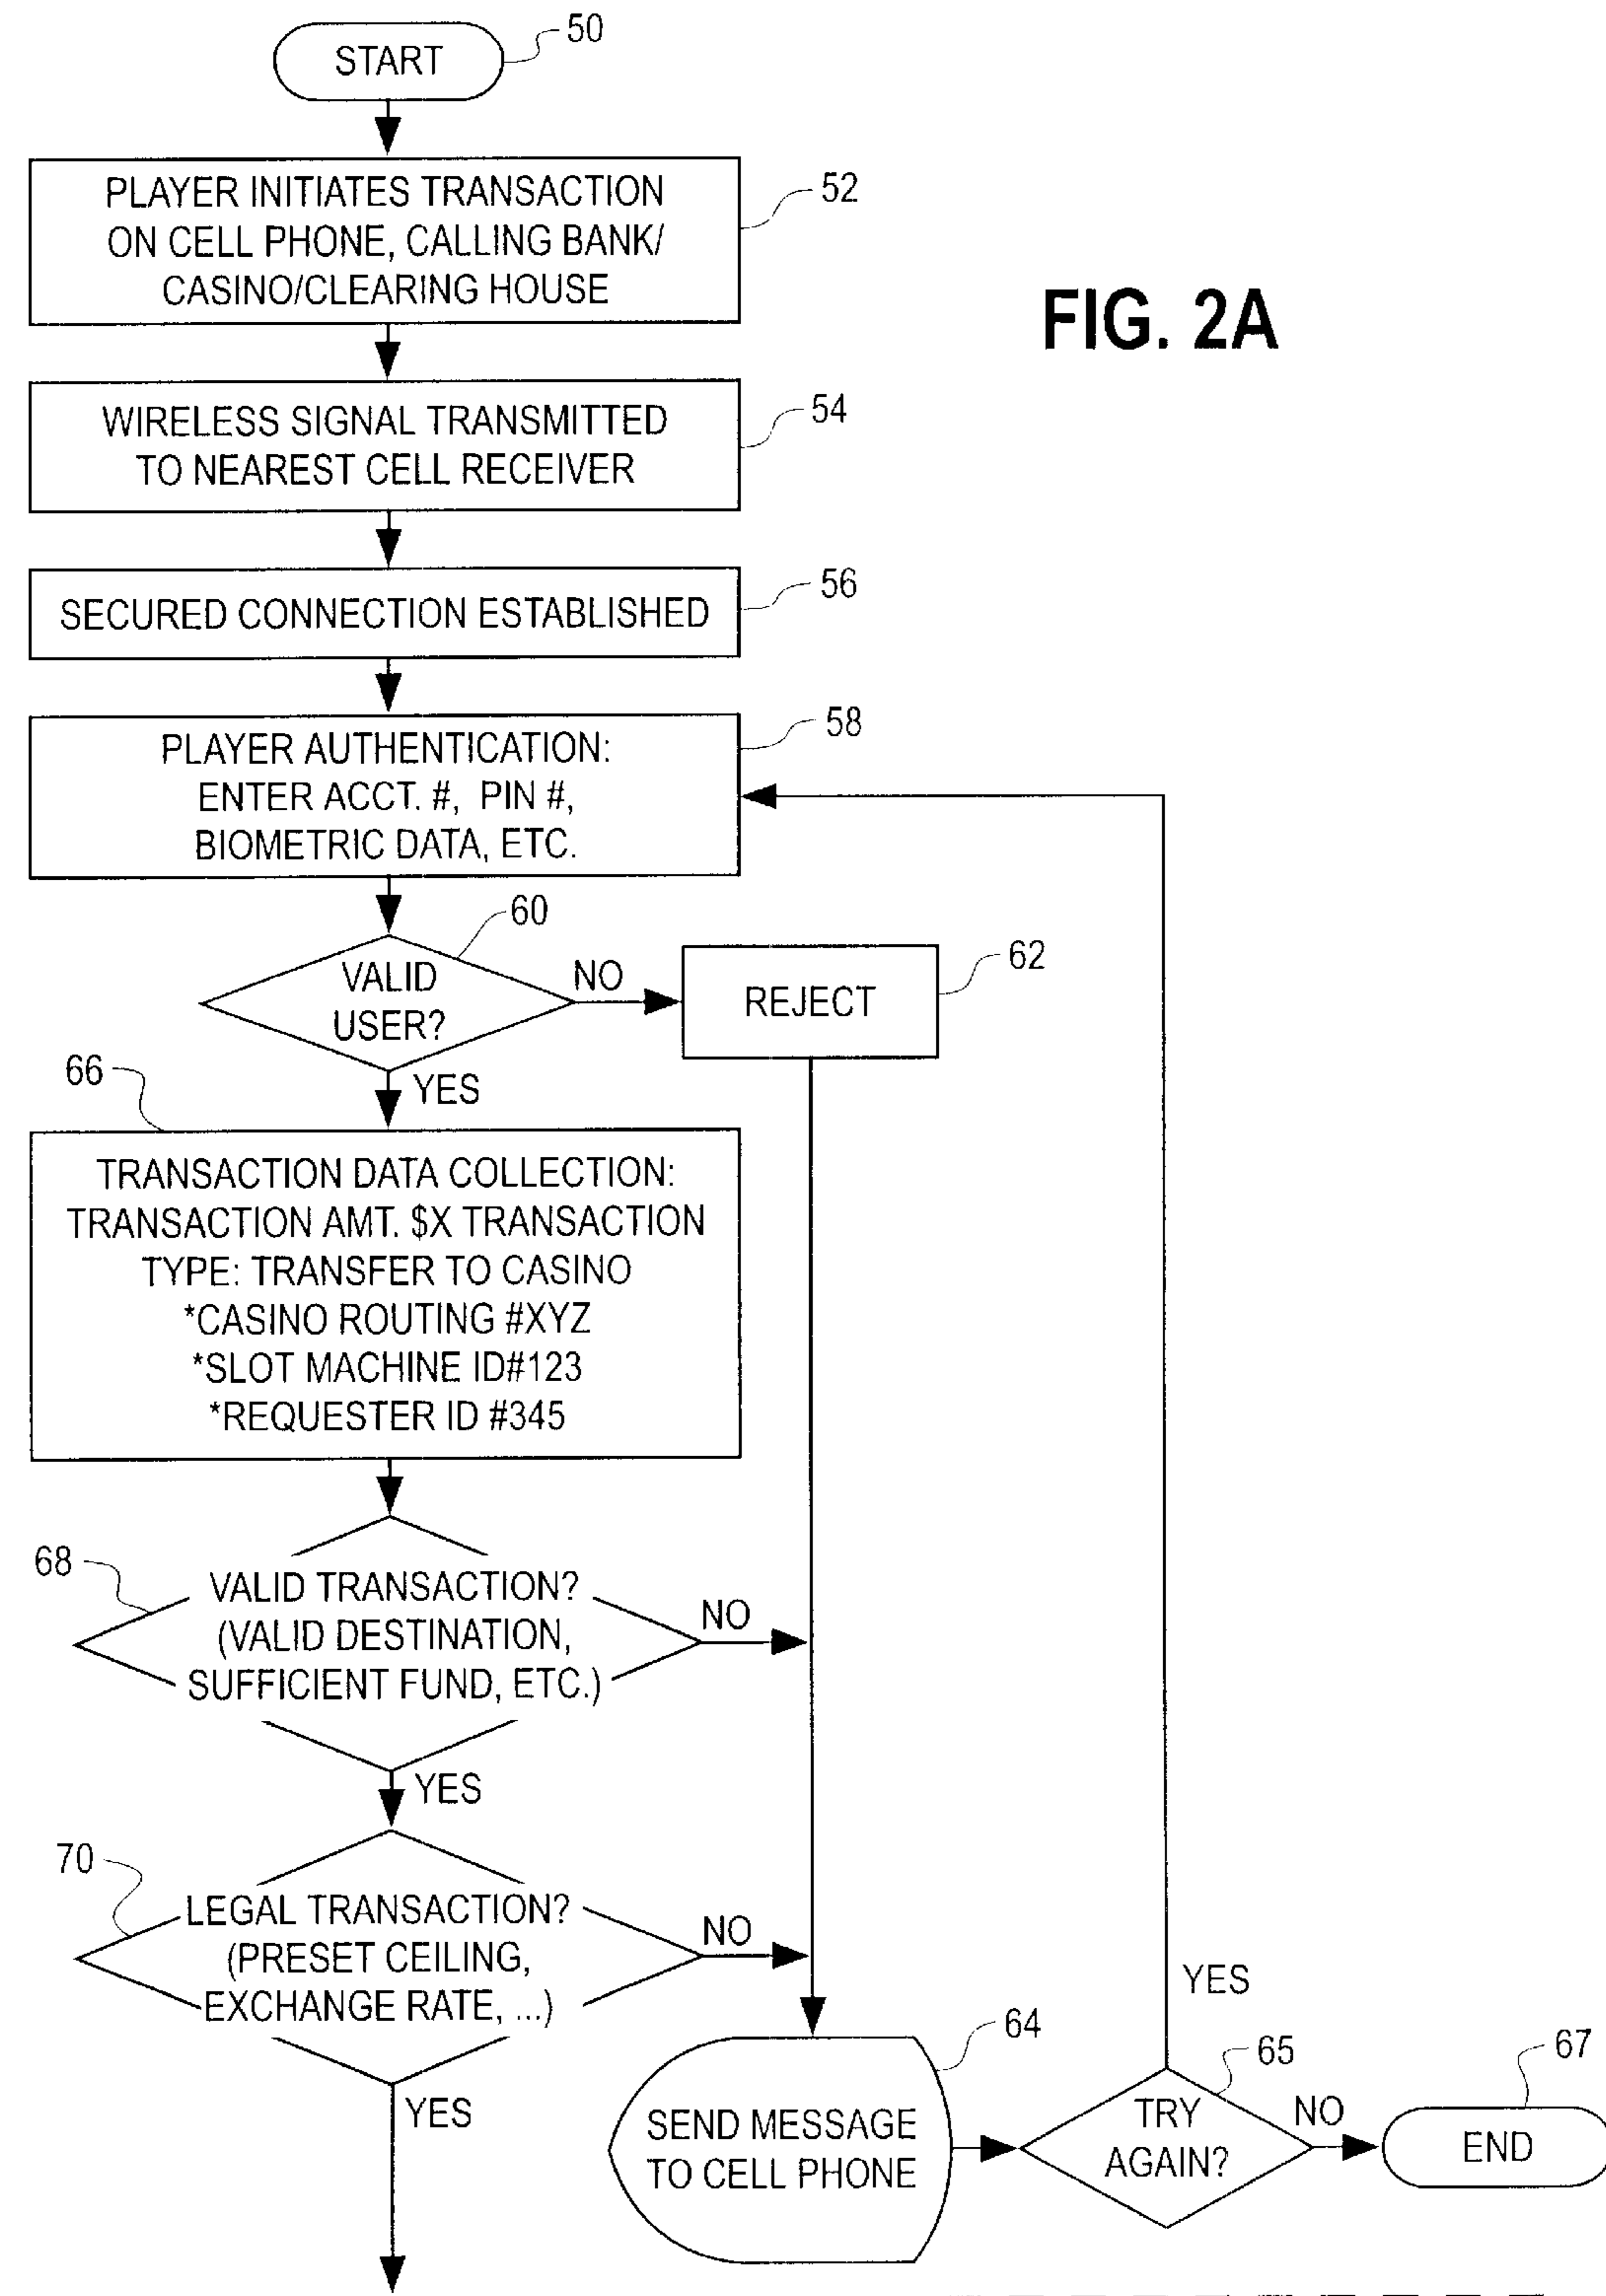 START
50
PLAYER INITIATES TRANSACTION
ON CELL PHONE, CALLING BANK/
CASINO/CLEARING HOUSE
52
FIG. 2A
WIRELESS SIGNAL TRANSMITTED
TO NEAREST CELL RECEIVER
54
SECURED CONNECTION ESTABLISHED
56
PLAYER AUTHENTICATION:
ENTER ACCT. #, PIN #,
BIOMETRIC DATA, ETC.
58
60
VALID
USER?
NO
REJECT
62
YES
66
TRANSACTION DATA COLLECTION:
TRANSACTION AMT. $X TRANSACTION
TYPE: TRANSFER TO CASINO
*CASINO ROUTING #XYZ
*SLOT MACHINE ID#123
*REQUESTER ID #345
68
VALID TRANSACTION?
(VALID DESTINATION,
SUFFICIENT FUND, ETC.)
NO
YES
70
LEGAL TRANSACTION?
(PRESET CEILING,
EXCHANGE RATE, ...)
NO
YES
SEND MESSAGE
TO CELL PHONE
64
YES
TRY
AGAIN?
65
NO
END
67